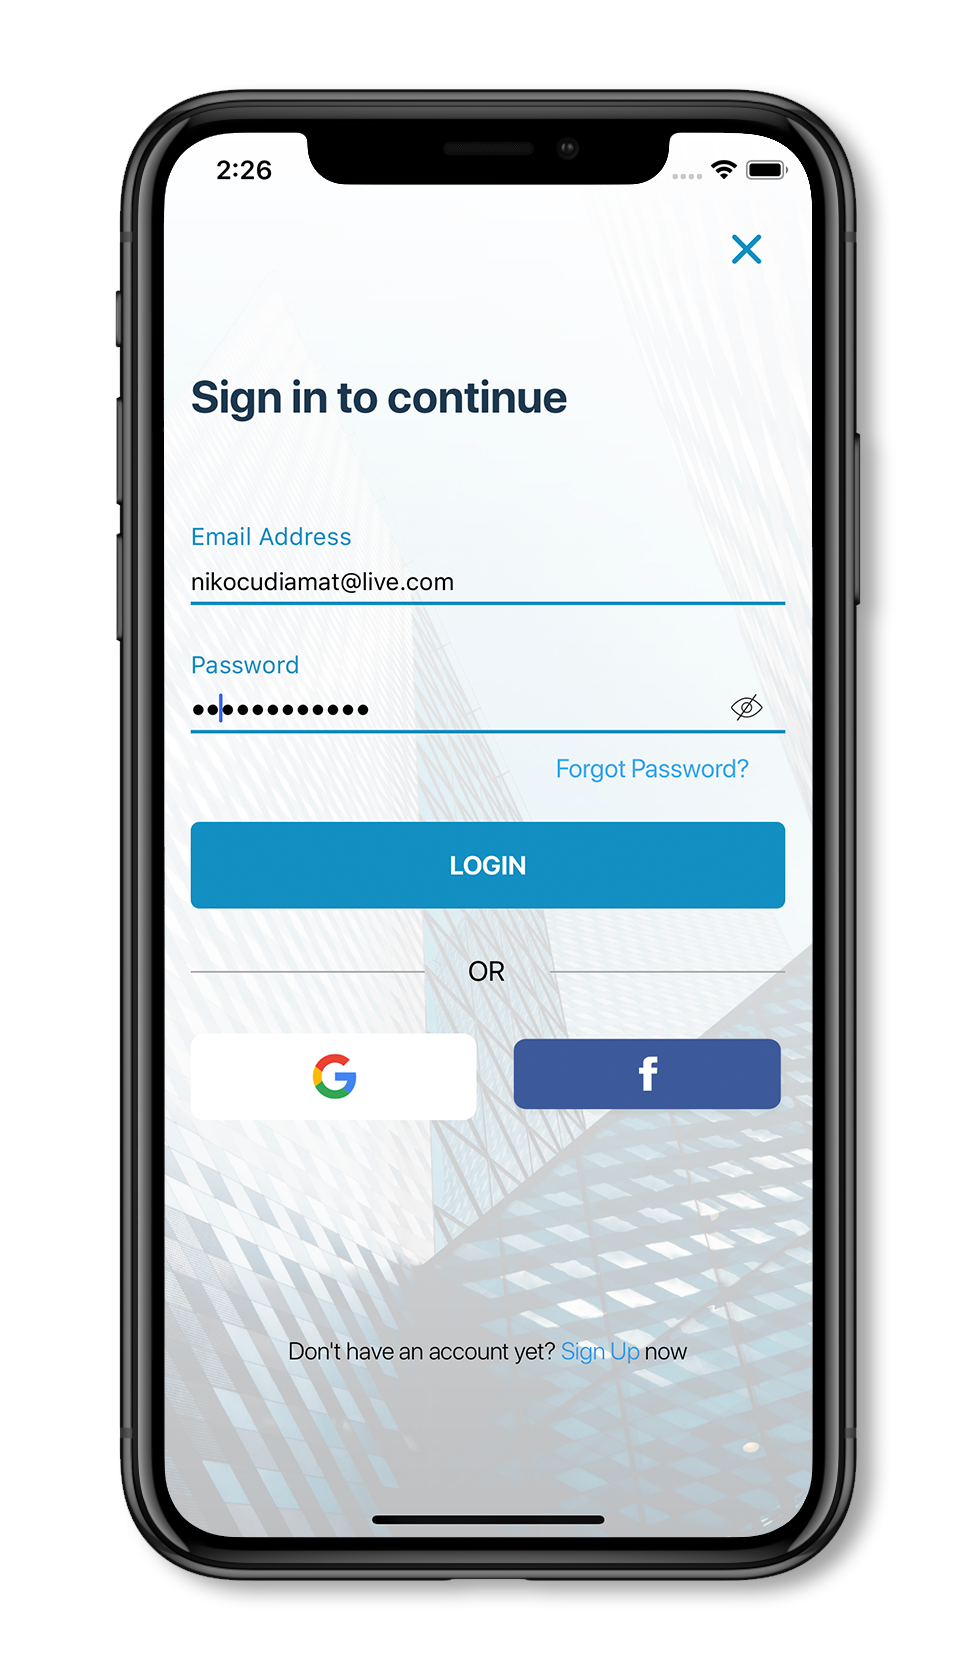 2:26
Sign in to continue
Email Address
nikocudiamat@live.com
Password
••••••••••••
Forgot Password?
LOGIN
OR
G
f
Don't have an account yet? Sign Up now